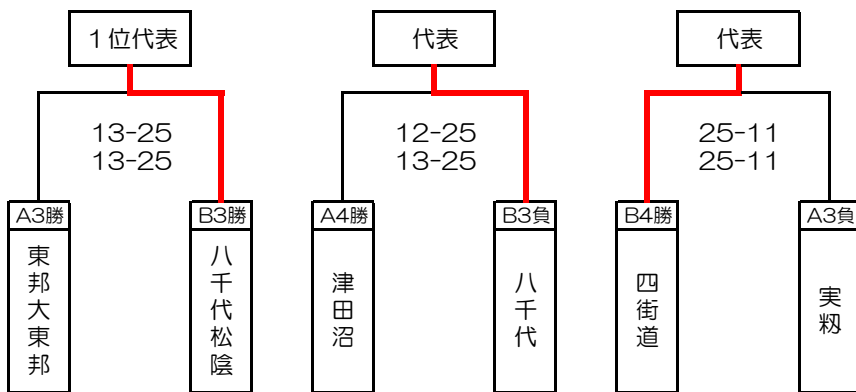 １位代表
代表
代表
13-25
13-25
12-25
13-25
25-11
25-11
A3勝
B3勝
A4勝
B3負
B4勝
A3負
東邦大東邦
八千代松陰
津田沼
八千代
四街道
実籾